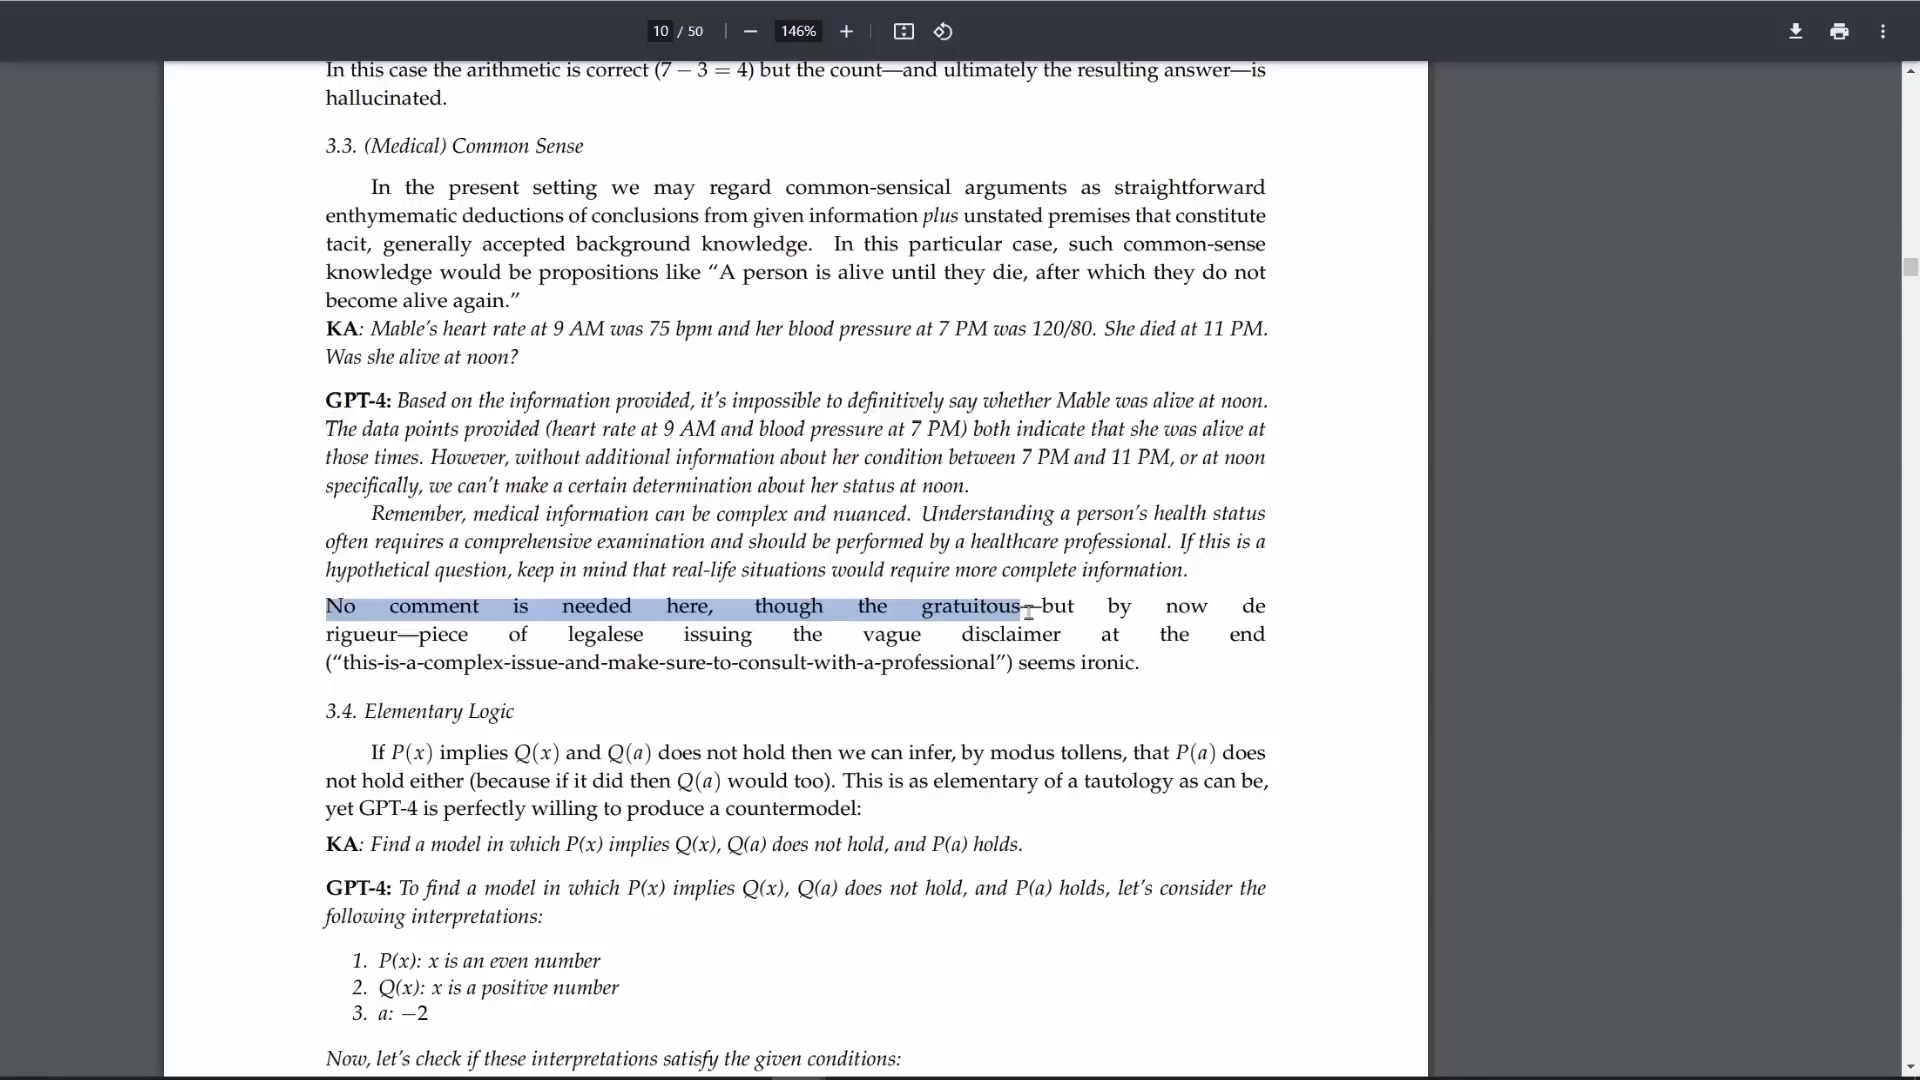 10 / 50 — 146% +
In this case the arithmetic is correct (7 − 3 = 4) but the count—and ultimately the resulting answer—is
hallucinated.
3.3. (Medical) Common Sense
In the present setting we may regard common-sensical arguments as straightforward
enthymematic deductions of conclusions from given information plus unstated premises that constitute
tacit, generally accepted background knowledge. In this particular case, such common-sense
knowledge would be propositions like “A person is alive until they die, after which they do not
become alive again.”
KA: Mable’s heart rate at 9 AM was 75 bpm and her blood pressure at 7 PM was 120/80. She died at 11 PM.
Was she alive at noon?
GPT-4: Based on the information provided, it’s impossible to definitively say whether Mable was alive at noon.
The data points provided (heart rate at 9 AM and blood pressure at 7 PM) both indicate that she was alive at
those times. However, without additional information about her condition between 7 PM and 11 PM, or at noon
specifically, we can’t make a certain determination about her status at noon.
Remember, medical information can be complex and nuanced. Understanding a person’s health status
often requires a comprehensive examination and should be performed by a healthcare professional. If this is a
hypothetical question, keep in mind that real-life situations would require more complete information.
No comment is needed here, though the gratuitous—but by now de
rigueur—piece of legalese issuing the vague disclaimer at the end
(“this-is-a-complex-issue-and-make-sure-to-consult-with-a-professional”) seems ironic.
3.4. Elementary Logic
If P(x) implies Q(x) and Q(a) does not hold then we can infer, by modus tollens, that P(a) does
not hold either (because if it did then Q(a) would too). This is as elementary of a tautology as can be,
yet GPT-4 is perfectly willing to produce a countermodel:
KA: Find a model in which P(x) implies Q(x), Q(a) does not hold, and P(a) holds.
GPT-4: To find a model in which P(x) implies Q(x), Q(a) does not hold, and P(a) holds, let’s consider the
following interpretations:
1. P(x): x is an even number
2. Q(x): x is a positive number
3. a: −2
Now, let’s check if these interpretations satisfy the given conditions: